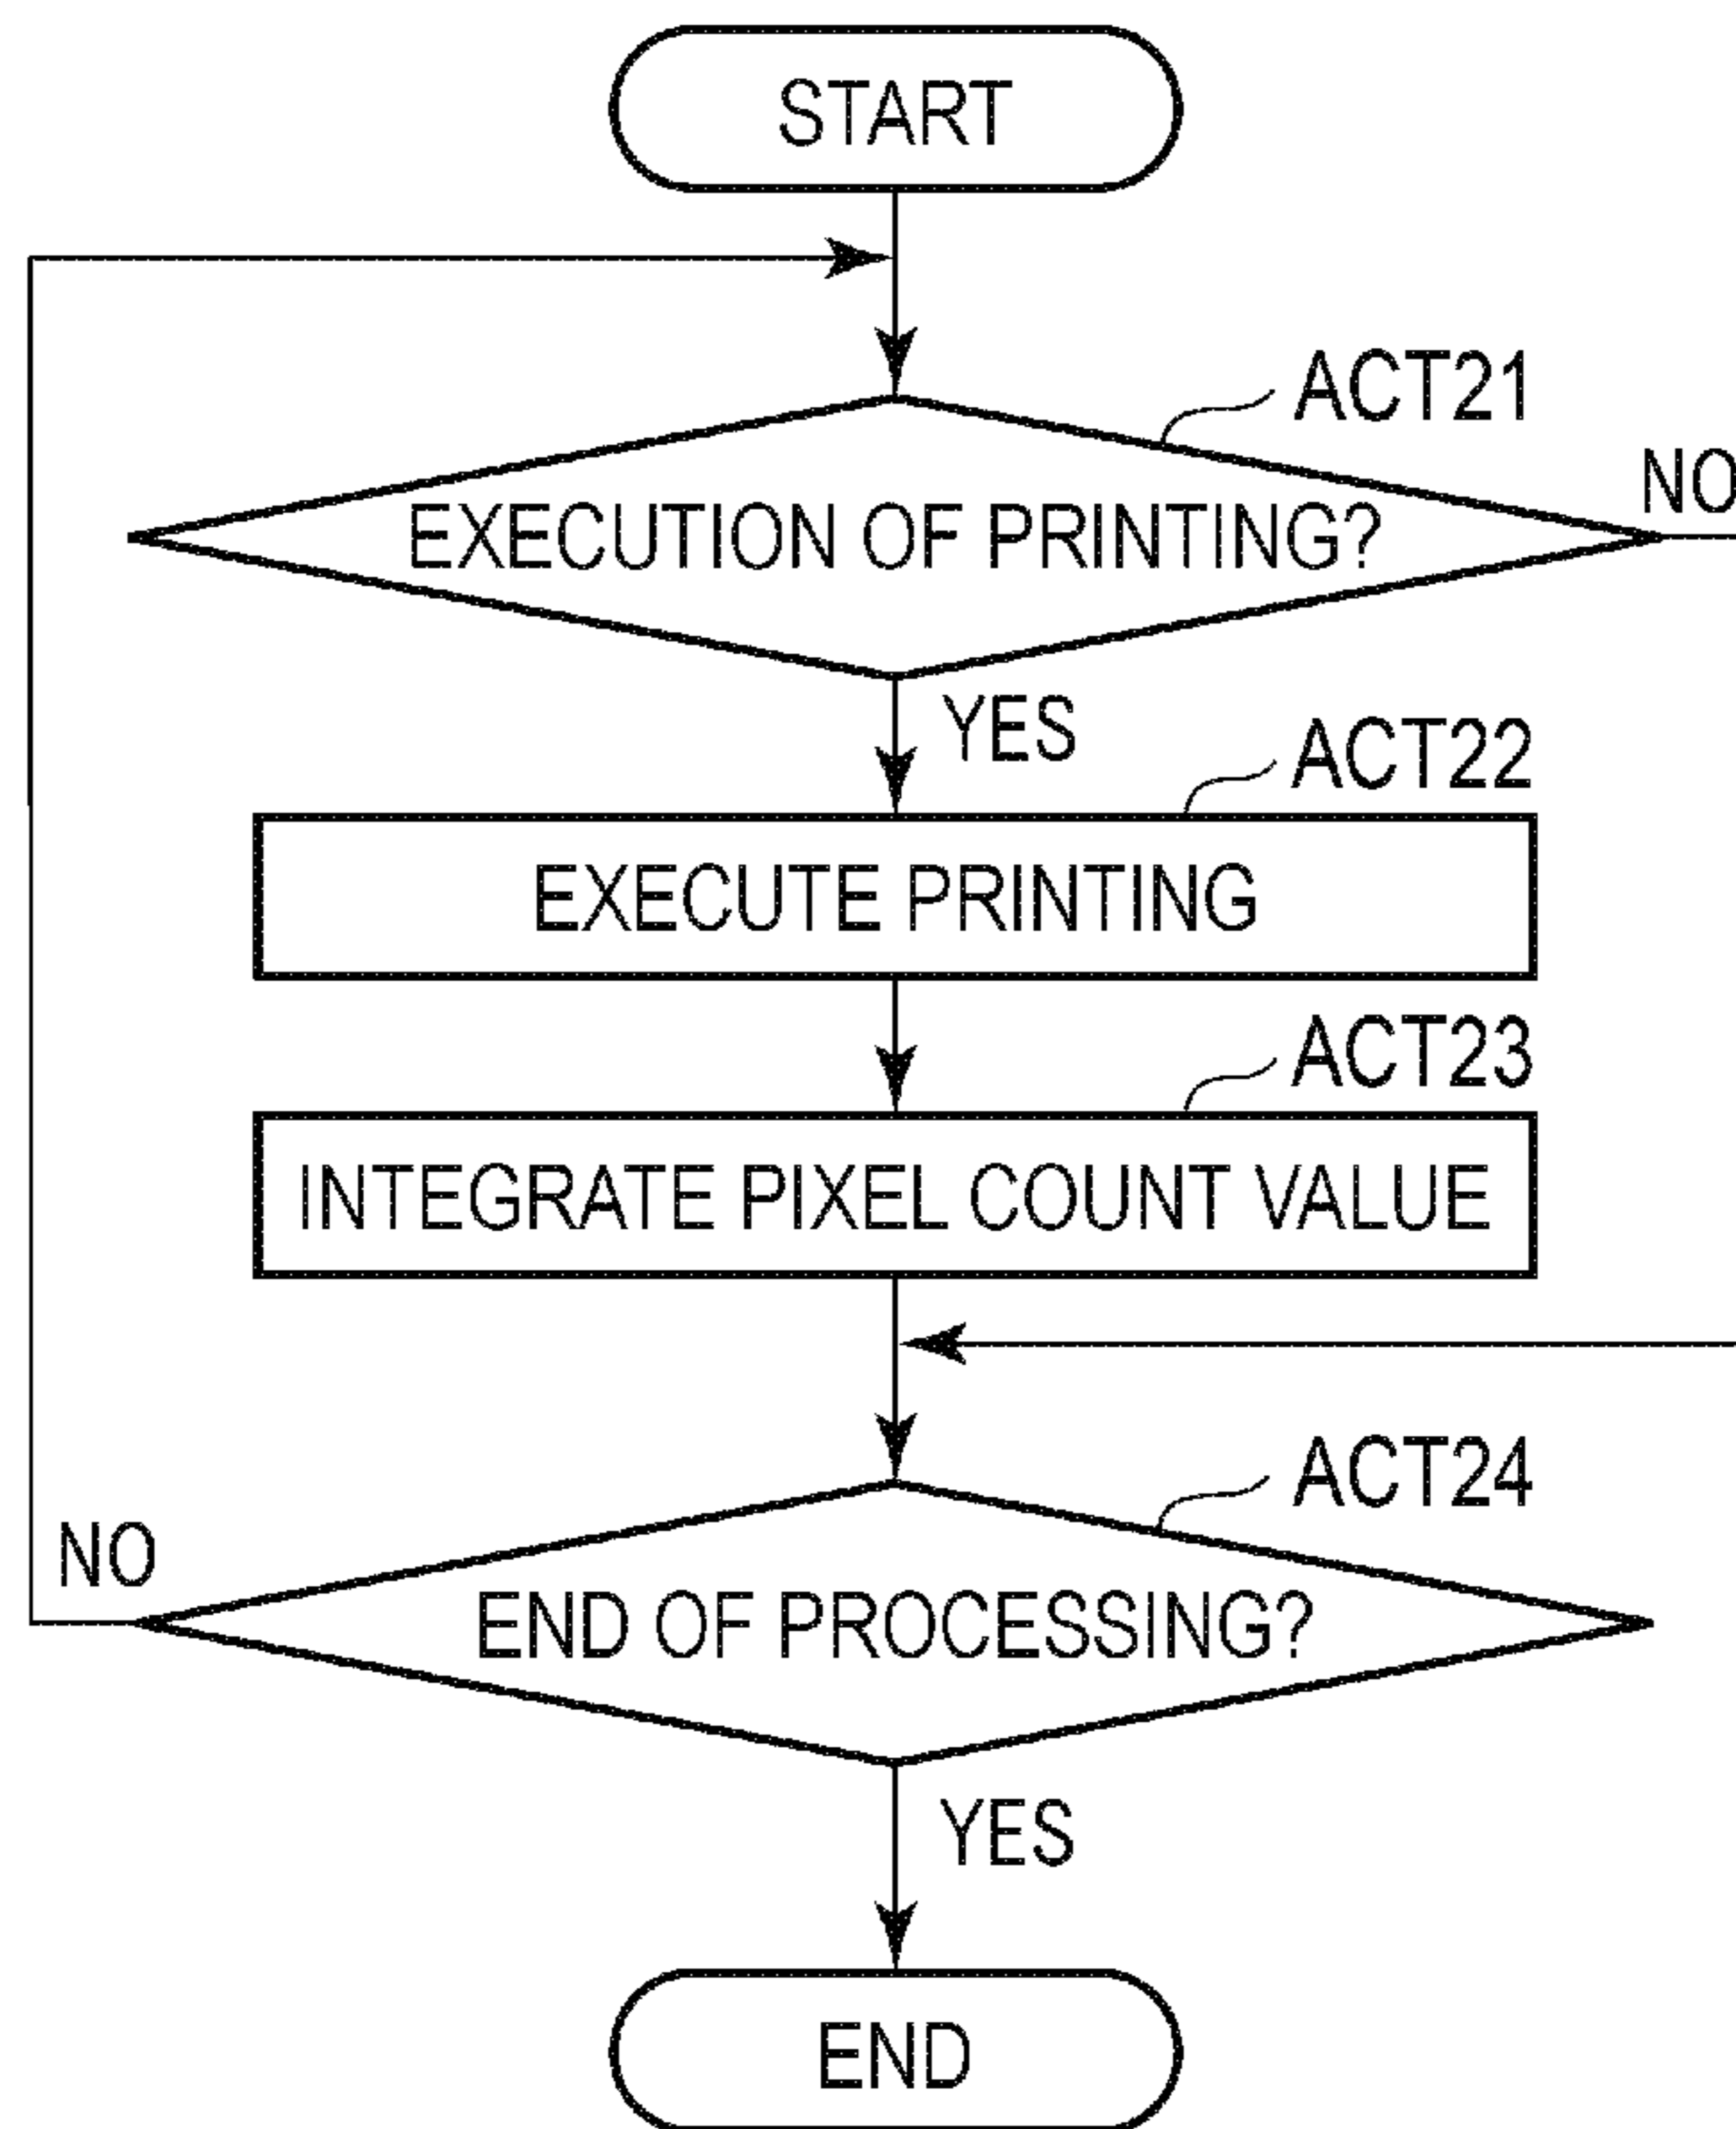 START
ACT21
EXECUTION OF PRINTING?
NO
YES
ACT22
EXECUTE PRINTING
ACT23
INTEGRATE PIXEL COUNT VALUE
ACT24
NO
END OF PROCESSING?
YES
END